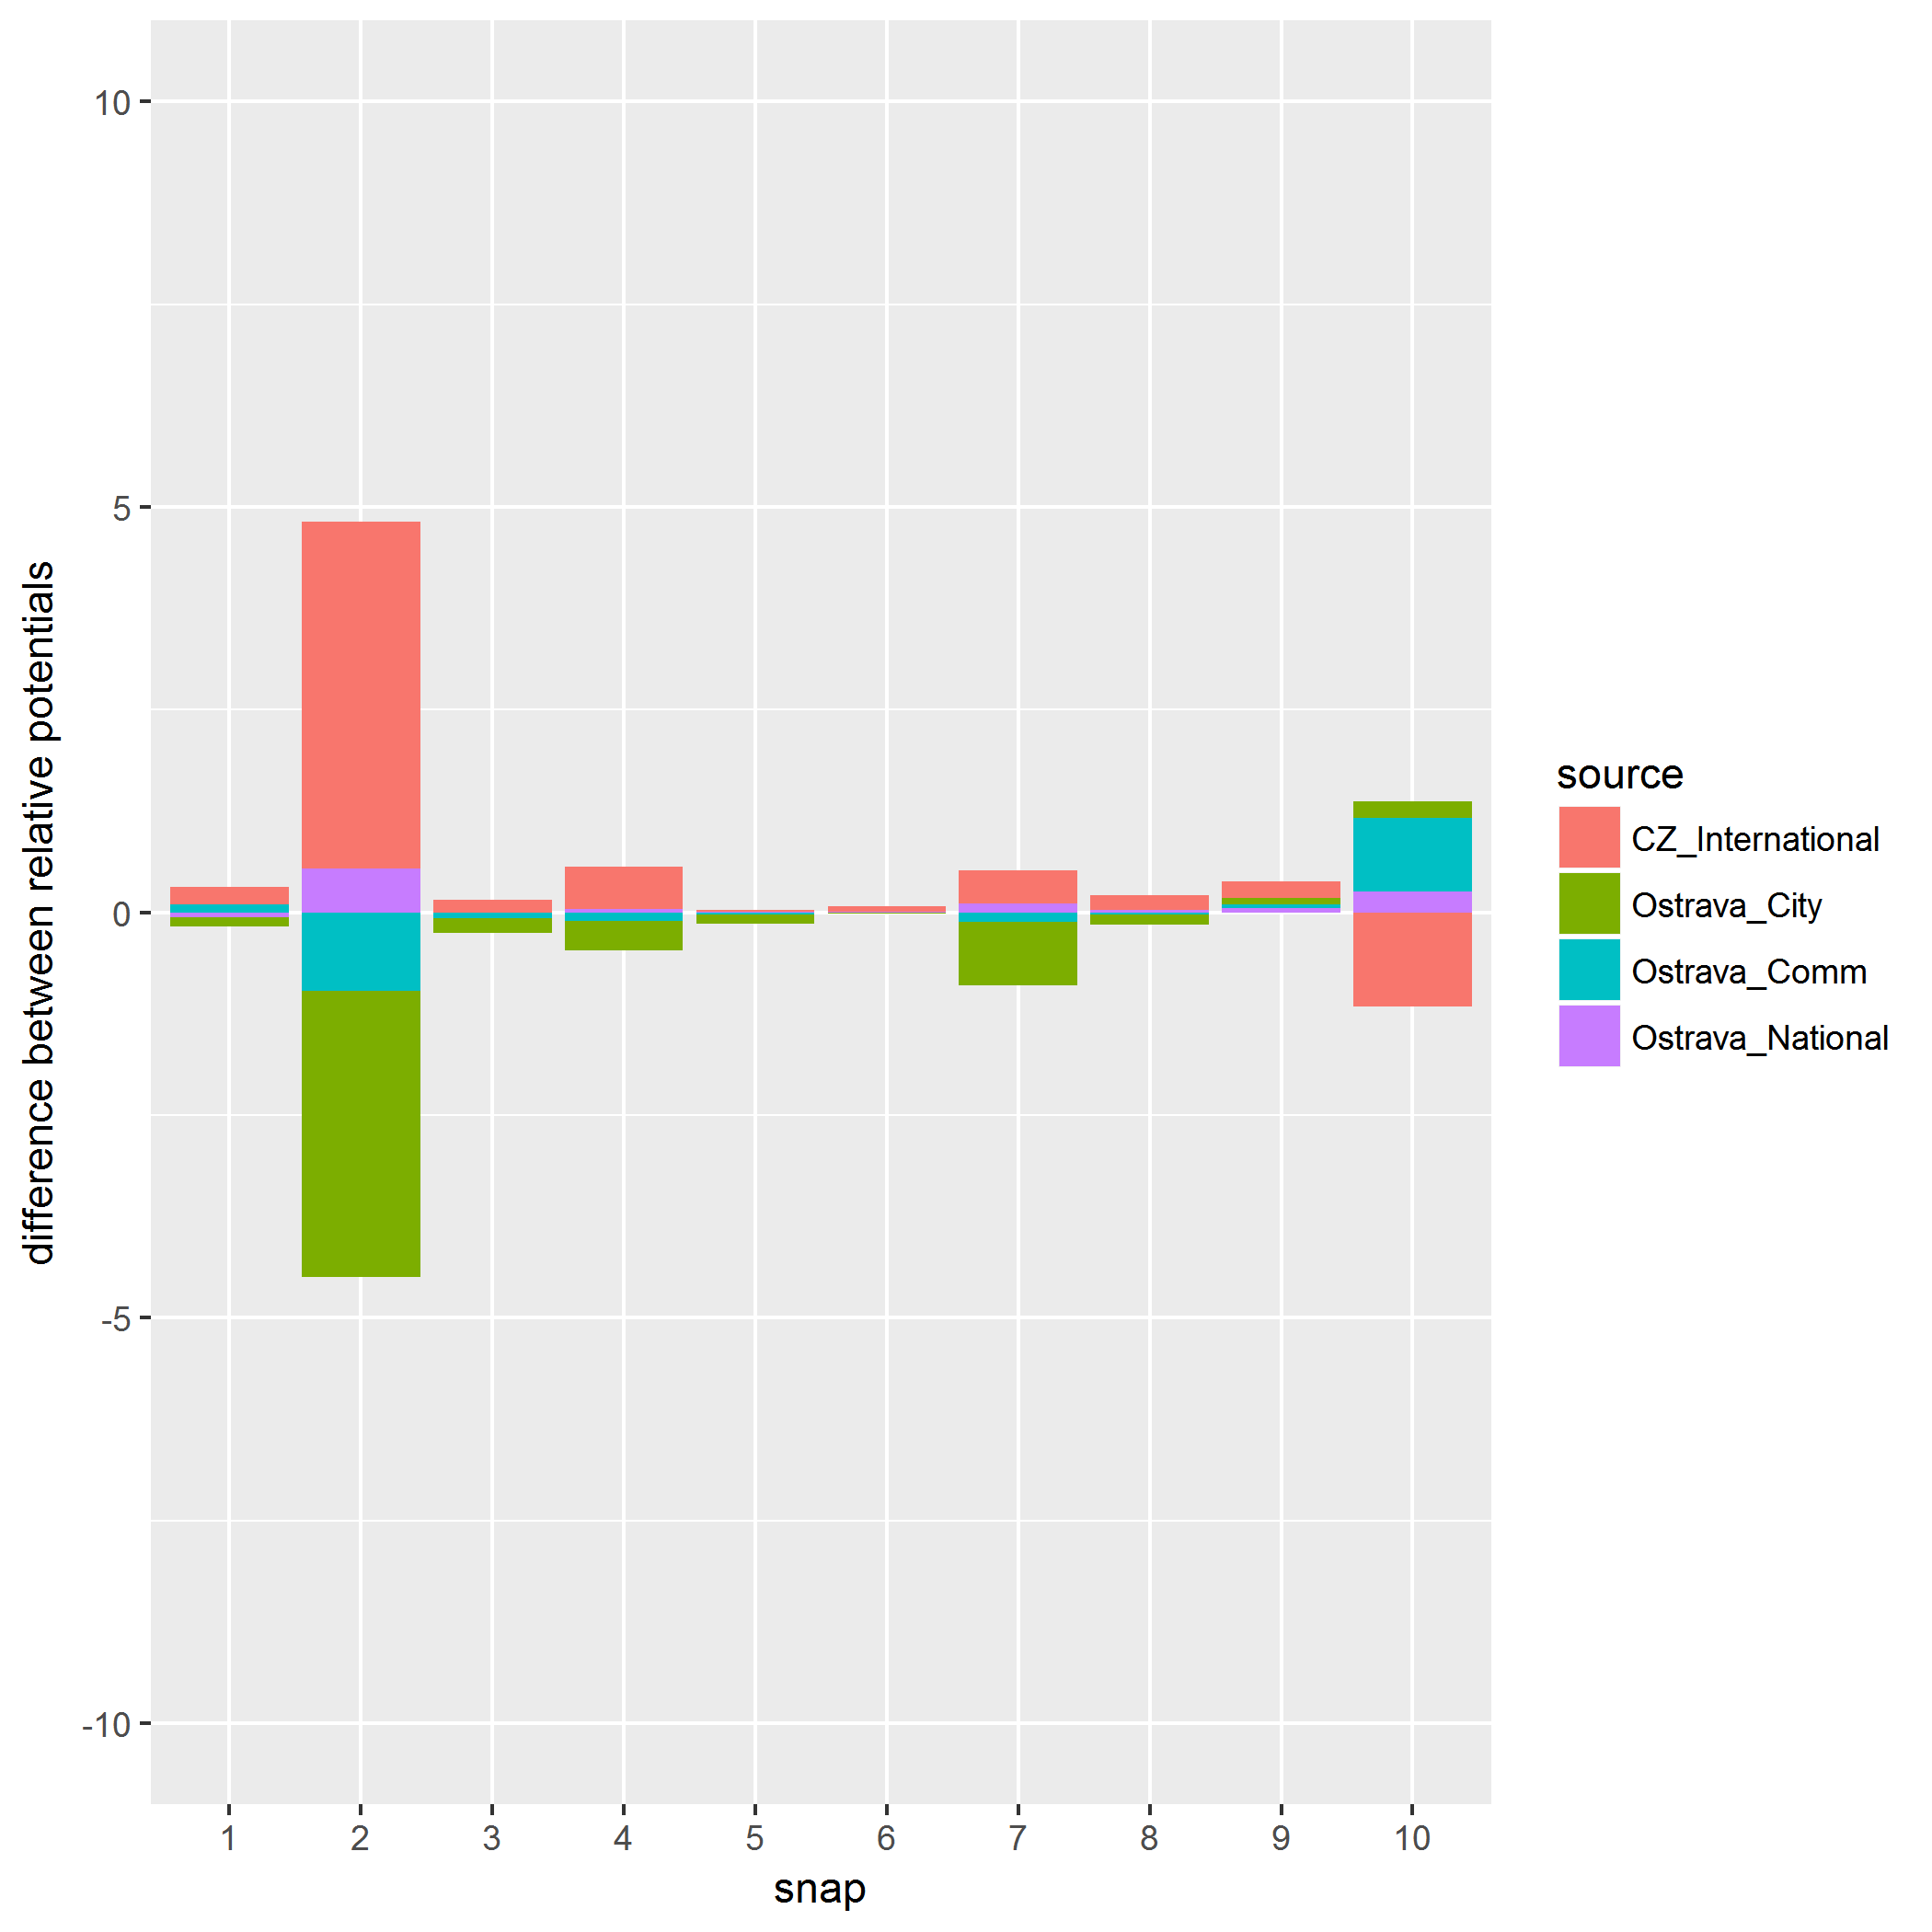 difference between relative potentials
10
5
0
-5
-10
1 2 3 4 5 6 7 8 9 10
snap
source
CZ_International
Ostrava_City
Ostrava_Comm
Ostrava_National